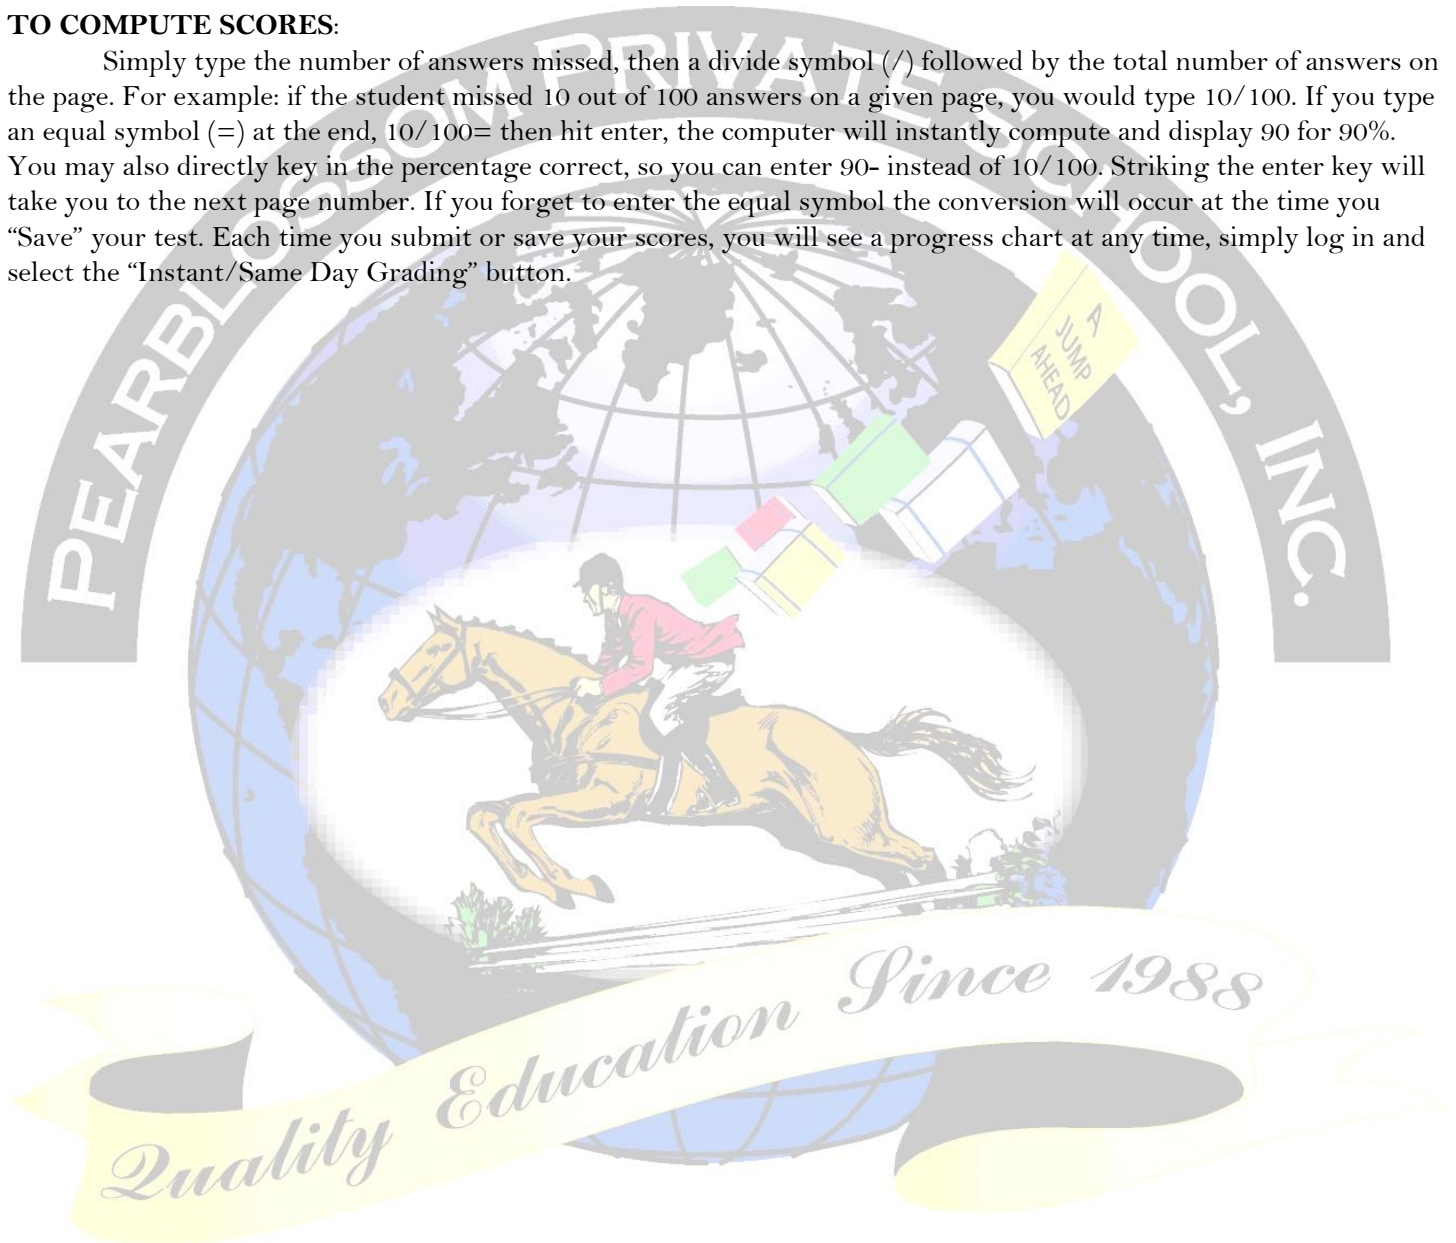 TO COMPUTE SCORES:
Simply type the number of answers missed, then a divide symbol (/) followed by the total number of answers on
the page. For example: if the student missed 10 out of 100 answers on a given page, you would type 10/100. If you type
an equal symbol (=) at the end, 10/100= then hit enter, the computer will instantly compute and display 90 for 90%.
You may also directly key in the percentage correct, so you can enter 90- instead of 10/100. Striking the enter key will
take you to the next page number. If you forget to enter the equal symbol the conversion will occur at the time you
“Save” your test. Each time you submit or save your scores, you will see a progress chart at any time, simply log in and
select the “Instant/Same Day Grading” button.
PEARBLOSSOM PRIVATE SCHOOL, INC.
A
JUMP
AHEAD
Quality Education Since 1988